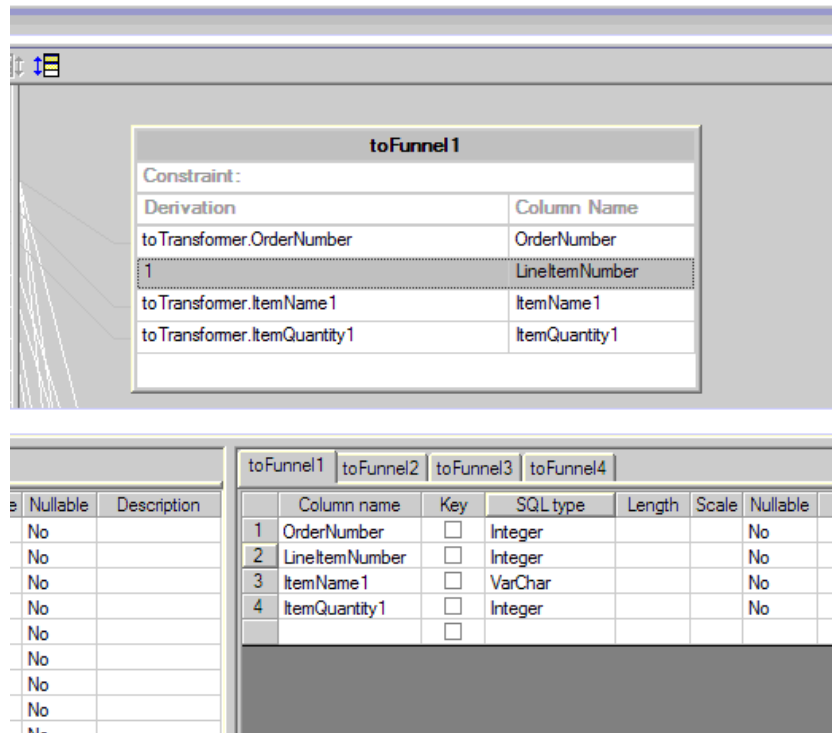 toFunnel1
Constraint:
Derivation Column Name
toTransformer.OrderNumber OrderNumber
1 LineItemNumber
toTransformer.ItemName1 ItemName1
toTransformer.ItemQuantity1 ItemQuantity1
toFunnel1 toFunnel2 toFunnel3 toFunnel4
Nullable Description Column name Key SQL type Length Scale Nullable
No 1 OrderNumber Integer No
No 2 LineItemNumber Integer No
No 3 ItemName1 VarChar No
No 4 ItemQuantity1 Integer No
No
No
No
No